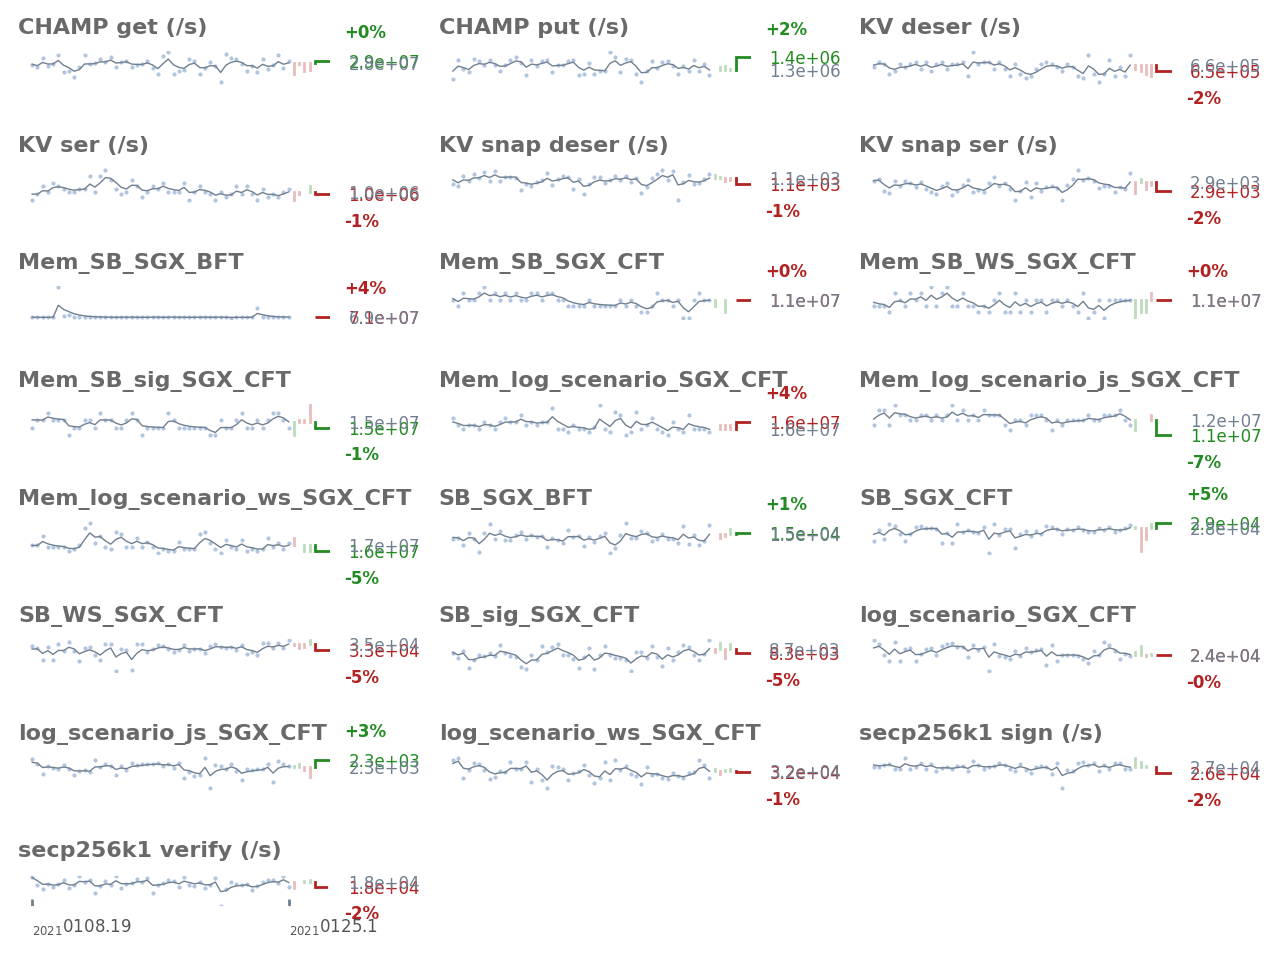 CHAMP get (/s)
+0%
2.9e+07
CHAMP put (/s)
+2%
1.4e+06
1.3e+06
KV deser (/s)
6.6e+05
6.5e+05
-2%
KV ser (/s)
1.0e+06
1.0e+06
-1%
KV snap deser (/s)
1.1e+03
1.1e+03
-1%
KV snap ser (/s)
2.9e+03
2.9e+03
-2%
Mem_SB_SGX_BFT
+4%
7.1e+07
Mem_SB_SGX_CFT
+0%
1.1e+07
Mem_SB_WS_SGX_CFT
+0%
1.1e+07
Mem_SB_sig_SGX_CFT
1.5e+07
1.5e+07
-1%
Mem_log_scenario_SGX_CFT
+4%
1.6e+07
1.6e+07
Mem_log_scenario_js_SGX_CFT
1.2e+07
1.1e+07
-7%
Mem_log_scenario_ws_SGX_CFT
1.7e+07
1.6e+07
-5%
SB_SGX_BFT
+1%
1.5e+04
1.5e+04
SB_SGX_CFT
+5%
2.9e+04
2.8e+04
SB_WS_SGX_CFT
3.5e+04
3.3e+04
-5%
SB_sig_SGX_CFT
8.7e+03
8.3e+03
-5%
log_scenario_SGX_CFT
2.4e+04
-0%
log_scenario_js_SGX_CFT
+3%
2.3e+03
2.3e+03
log_scenario_ws_SGX_CFT
3.2e+04
3.2e+04
-1%
secp256k1 sign (/s)
2.7e+04
2.6e+04
-2%
secp256k1 verify (/s)
1.8e+04
1.8e+04
-2%
20210108.19
20210125.1